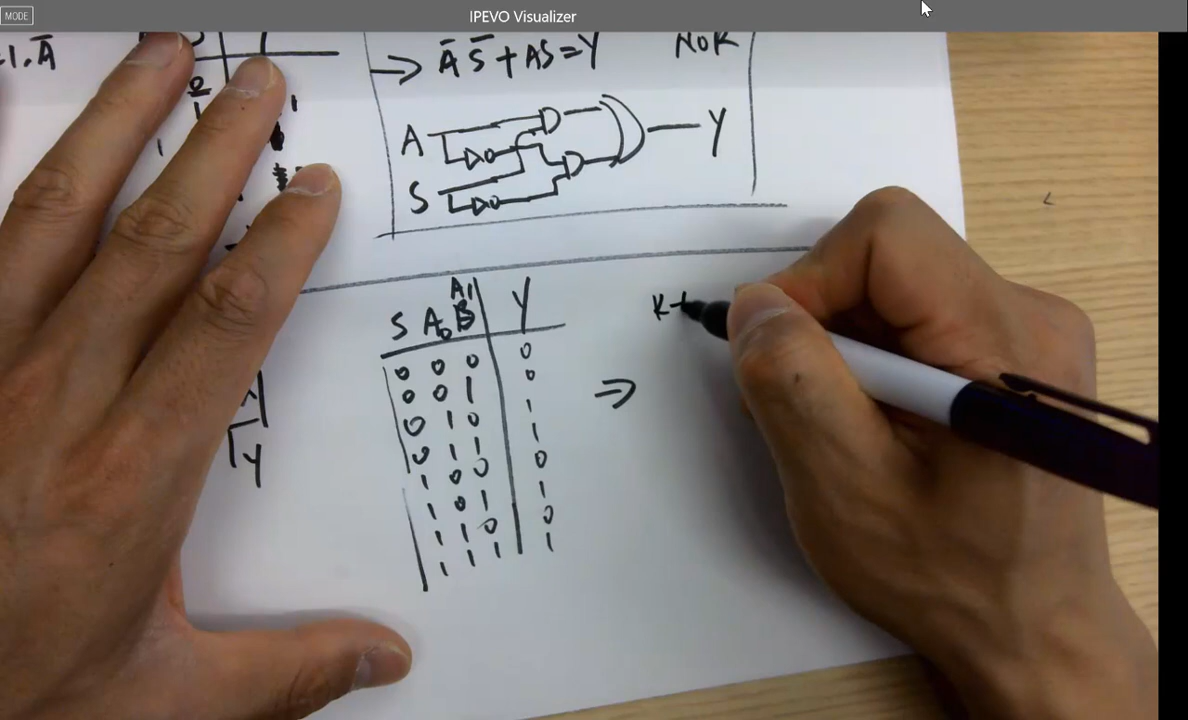 MODE
IPEVO Visualizer
=1.Ā
→ Ā S̄ + AS = Y
NOR
A
Y
S
S A₀ A1 B Y
0 0 0 0
0 0 1 0
0 1 0 1
0 1 1 1
1 0 0 0
1 0 1 1
1 1 0 0
1 1 1 1
⇒
K
Y